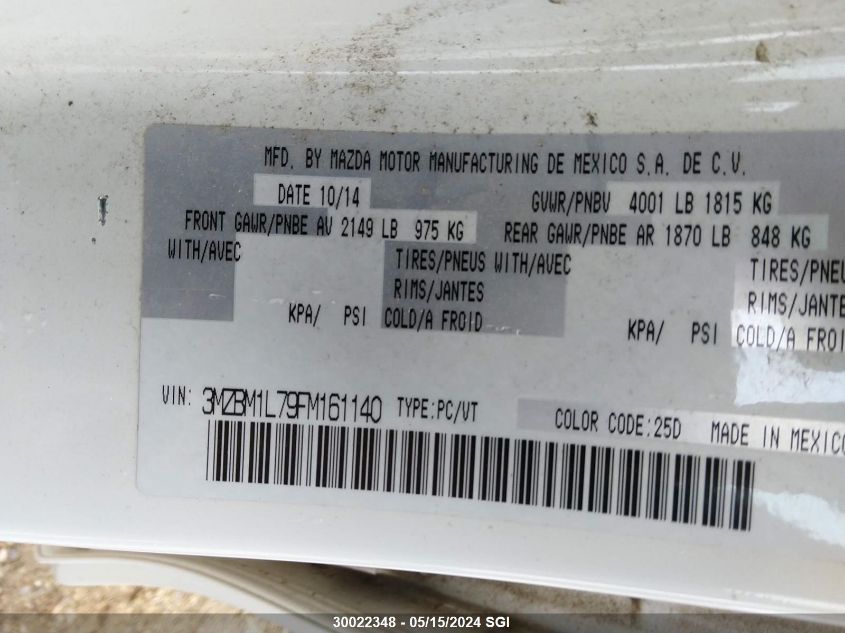 MFD. BY MAZDA MOTOR MANUFACTURING DE MEXICO S.A. DE C.V.
DATE 10/14 GVWR/PNBV 4001 LB 1815 KG
FRONT GAWR/PNBE AV 2149 LB 975 KG REAR GAWR/PNBE AR 1870 LB 848 KG
WITH/AVEC TIRES/PNEUS WITH/AVEC TIRES/PNEU
RIMS/JANTES RIMS/JANTE
KPA/ PSI COLD/A FROID KPA/ PSI COLD/A FROI
VIN: 3MZBM1L79FM161140 TYPE:PC/VT COLOR CODE:25D MADE IN MEXICO
30022348 - 05/15/2024 SGI